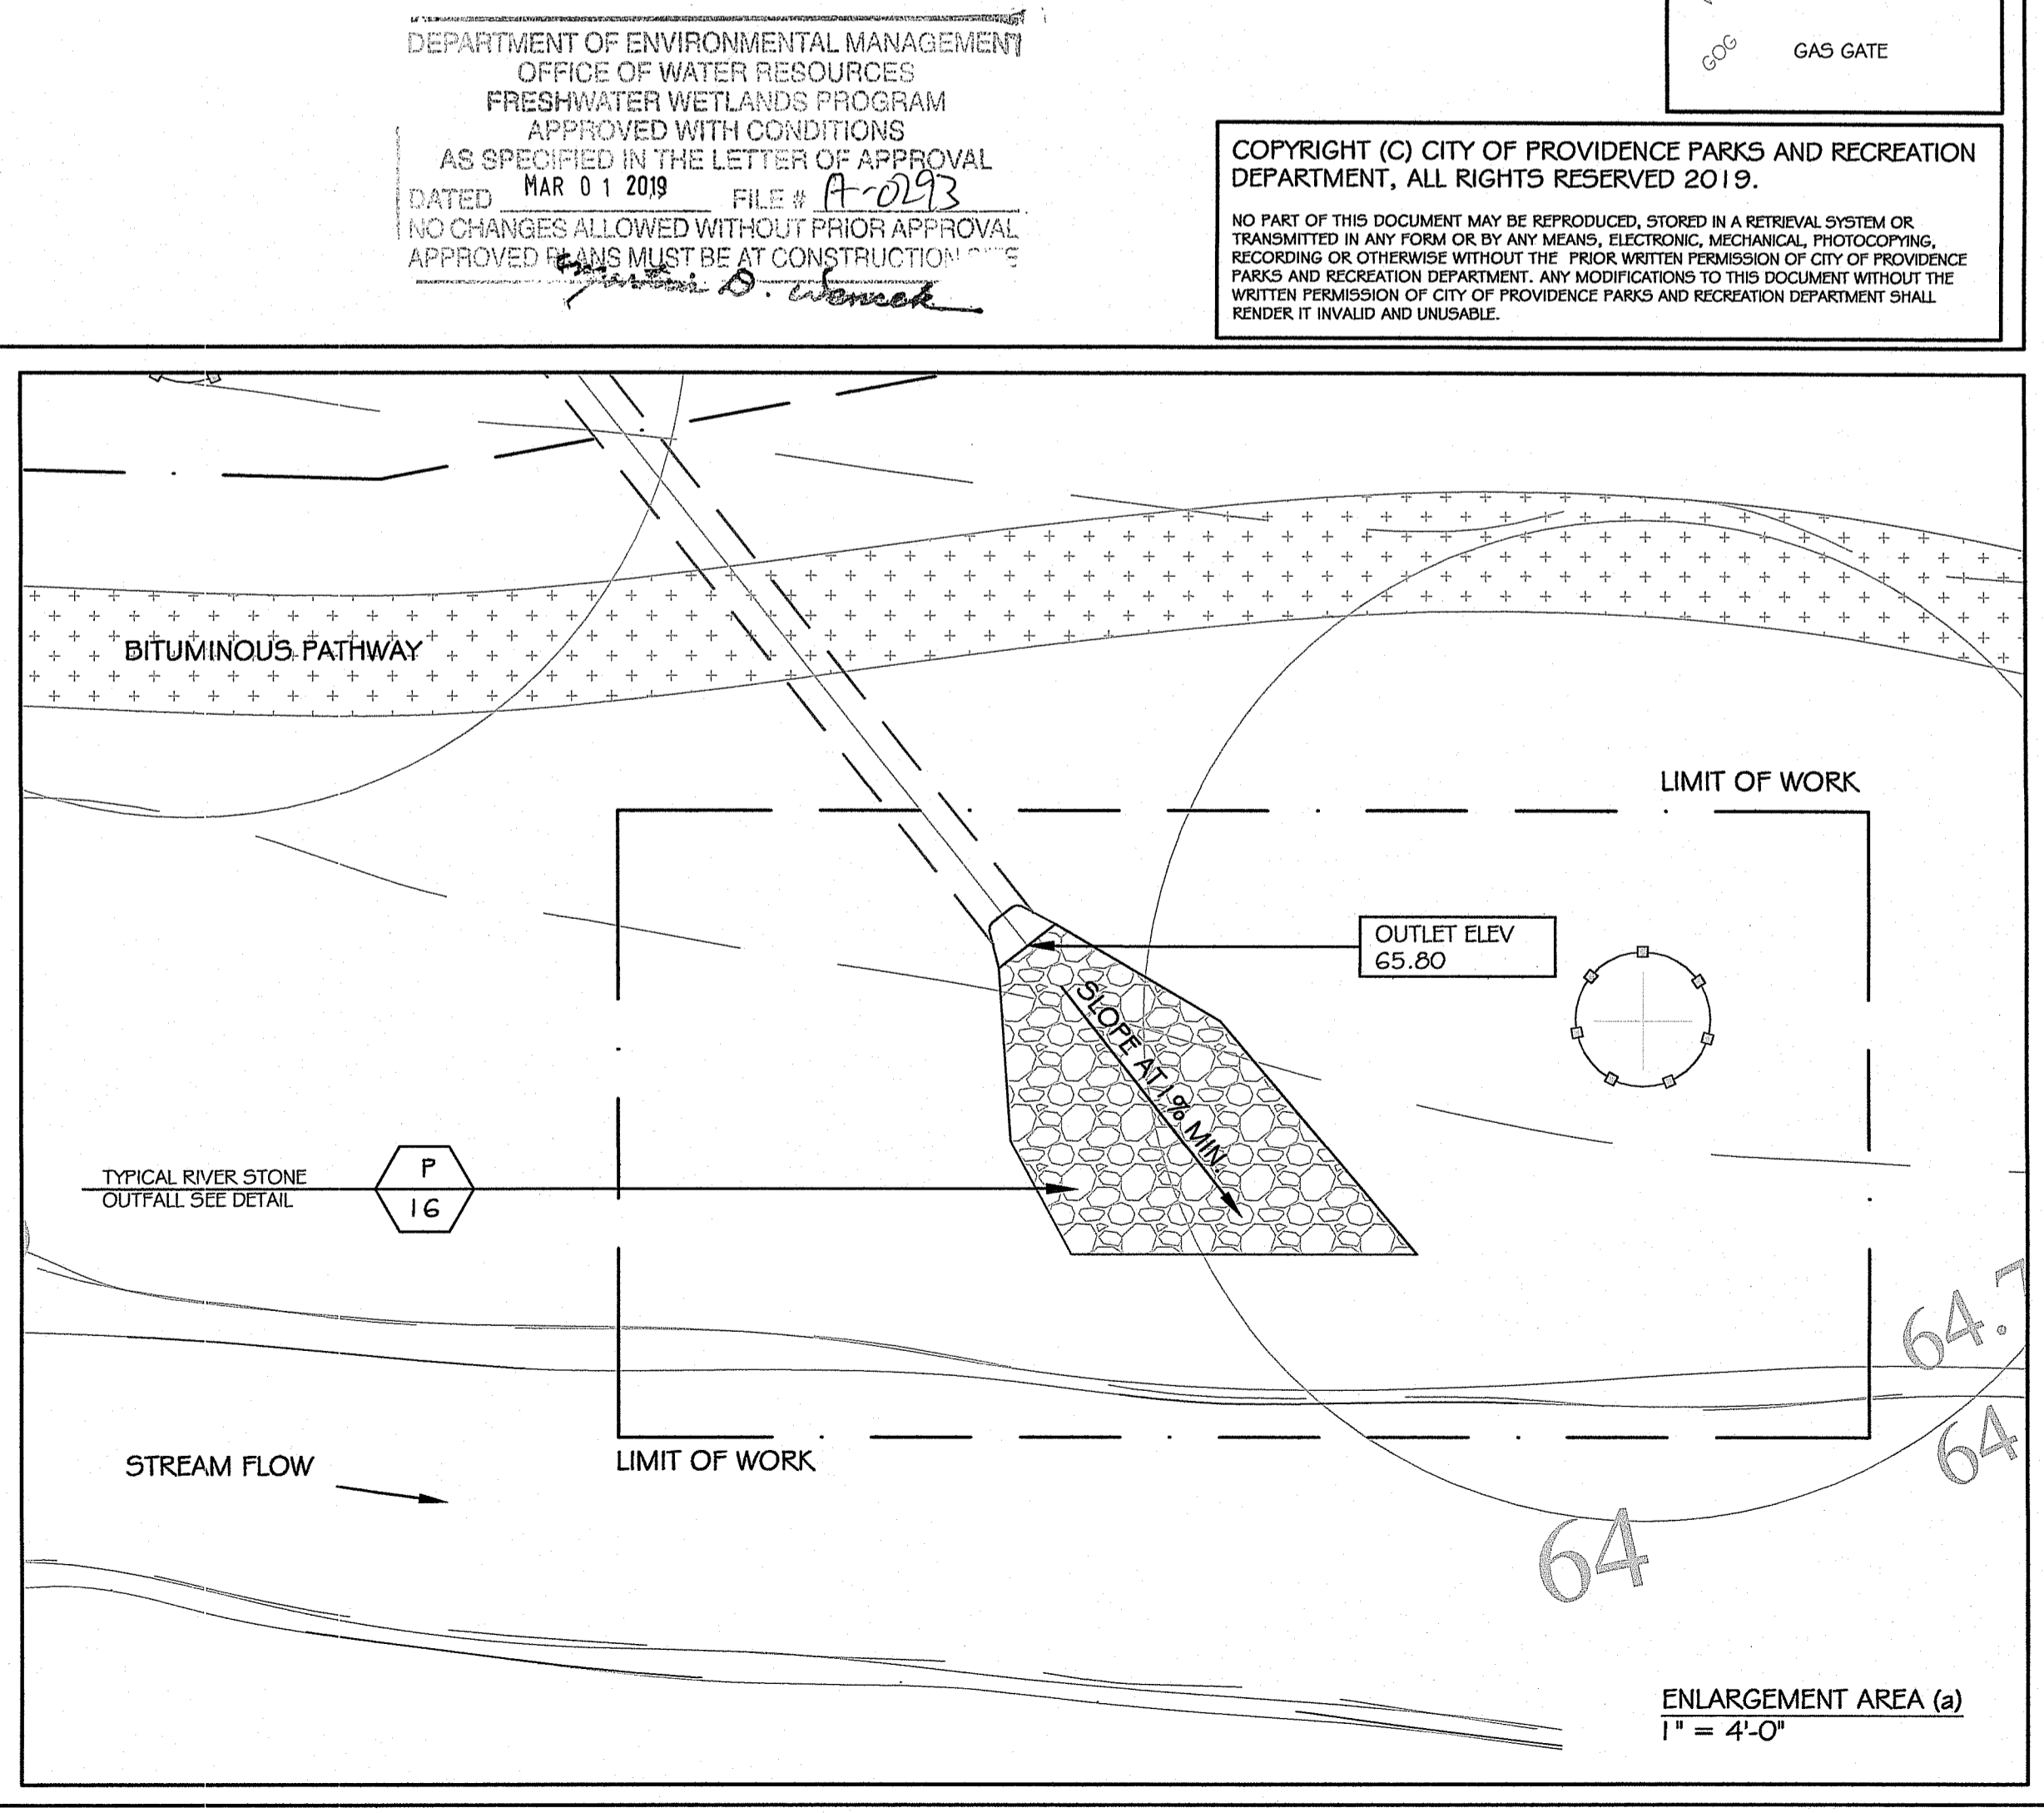 DEPARTMENT OF ENVIRONMENTAL MANAGEMENT
OFFICE OF WATER RESOURCES
FRESHWATER WETLANDS PROGRAM
APPROVED WITH CONDITIONS
AS SPECIFIED IN THE LETTER OF APPROVAL
DATED MAR 01 2019 FILE # A-0293
NO CHANGES ALLOWED WITHOUT PRIOR APPROVAL
APPROVED PLANS MUST BE AT CONSTRUCTION
D.
GOG GAS GATE
COPYRIGHT (C) CITY OF PROVIDENCE PARKS AND RECREATION
DEPARTMENT, ALL RIGHTS RESERVED 2019.
NO PART OF THIS DOCUMENT MAY BE REPRODUCED, STORED IN A RETRIEVAL SYSTEM OR
TRANSMITTED IN ANY FORM OR BY ANY MEANS, ELECTRONIC, MECHANICAL, PHOTOCOPYING,
RECORDING OR OTHERWISE WITHOUT THE PRIOR WRITTEN PERMISSION OF CITY OF PROVIDENCE
PARKS AND RECREATION DEPARTMENT. ANY MODIFICATIONS TO THIS DOCUMENT WITHOUT THE
WRITTEN PERMISSION OF CITY OF PROVIDENCE PARKS AND RECREATION DEPARTMENT SHALL
RENDER IT INVALID AND UNUSABLE.
BITUMINOUS PATHWAY
LIMIT OF WORK
OUTLET ELEV
65.80
SLOPE AT 1% MIN.
TYPICAL RIVER STONE
OUTFALL SEE DETAIL
P
16
64.7
64
STREAM FLOW
LIMIT OF WORK
64
ENLARGEMENT AREA (a)
1" = 4'-0"